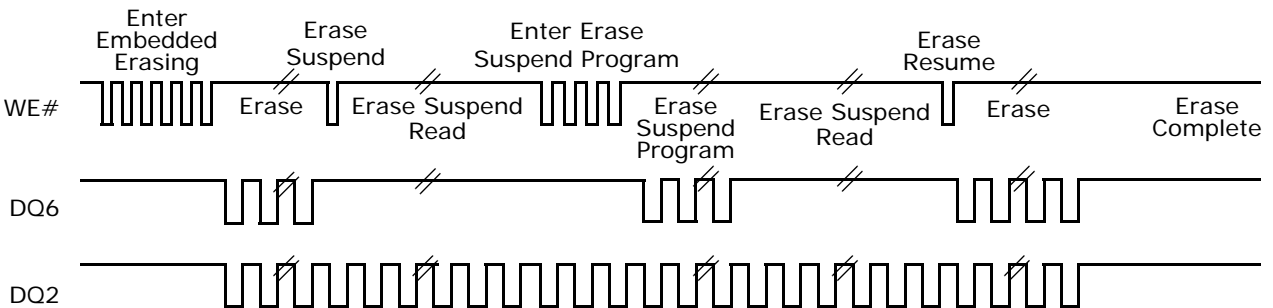 Enter
Embedded
Erasing
Erase
Suspend
Enter Erase
Suspend Program
Erase
Resume
WE#
Erase
Erase Suspend
Read
Erase
Suspend
Program
Erase Suspend
Read
Erase
Erase
Complete
DQ6
DQ2